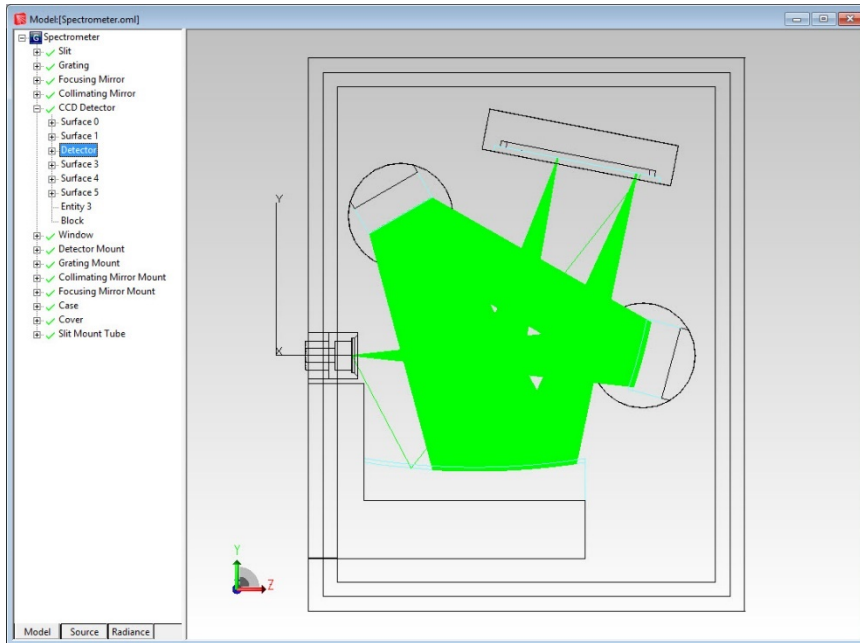 Model:[Spectrometer.oml]
Spectrometer
Slit
Grating
Focusing Mirror
Collimating Mirror
CCD Detector
Surface 0
Surface 1
Detector
Surface 3
Surface 4
Surface 5
Entity 3
Block
Window
Detector Mount
Grating Mount
Collimating Mirror Mount
Focusing Mirror Mount
Case
Cover
Slit Mount Tube
Y
X
Y
Z
Model Source Radiance